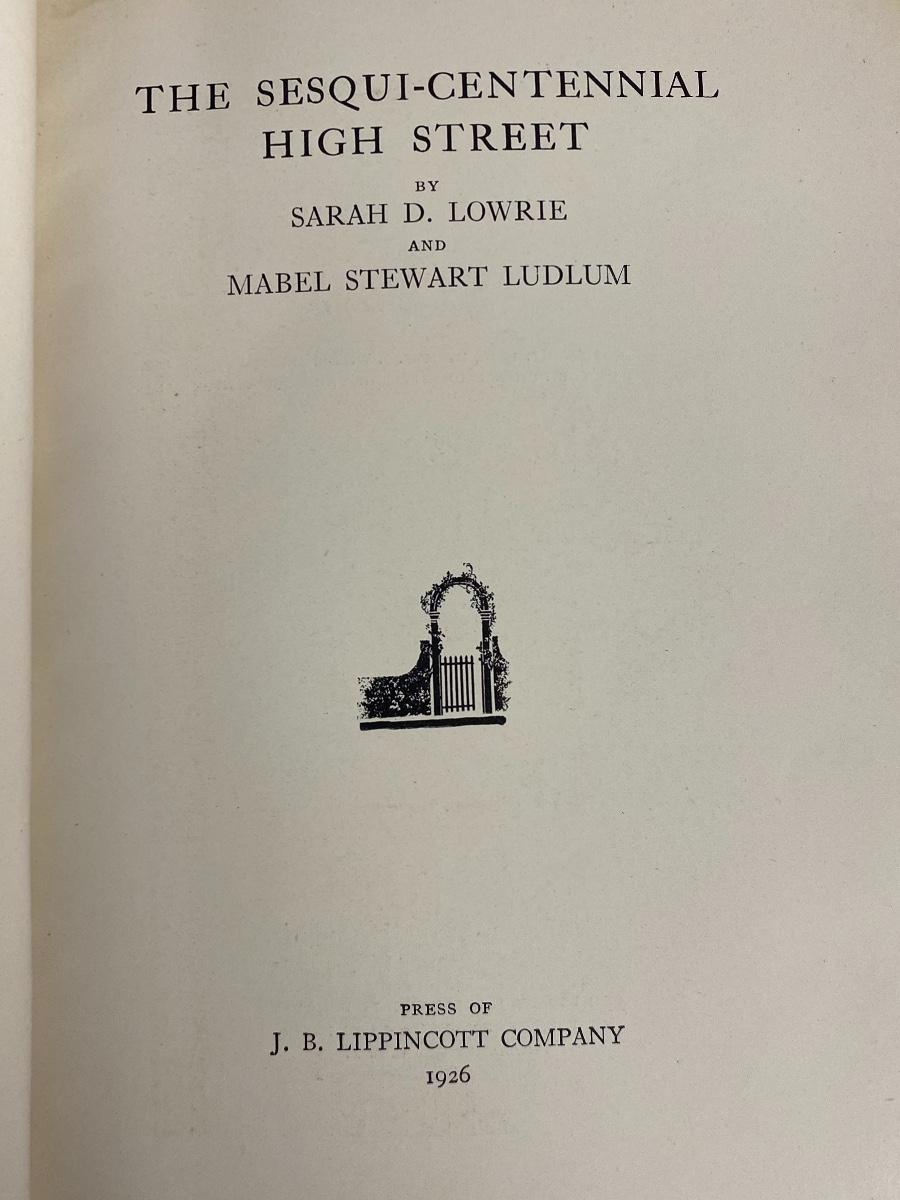 THE SESQUI-CENTENNIAL
HIGH STREET
BY
SARAH D. LOWRIE
AND
MABEL STEWART LUDLUM
PRESS OF
J. B. LIPPINCOTT COMPANY
1926